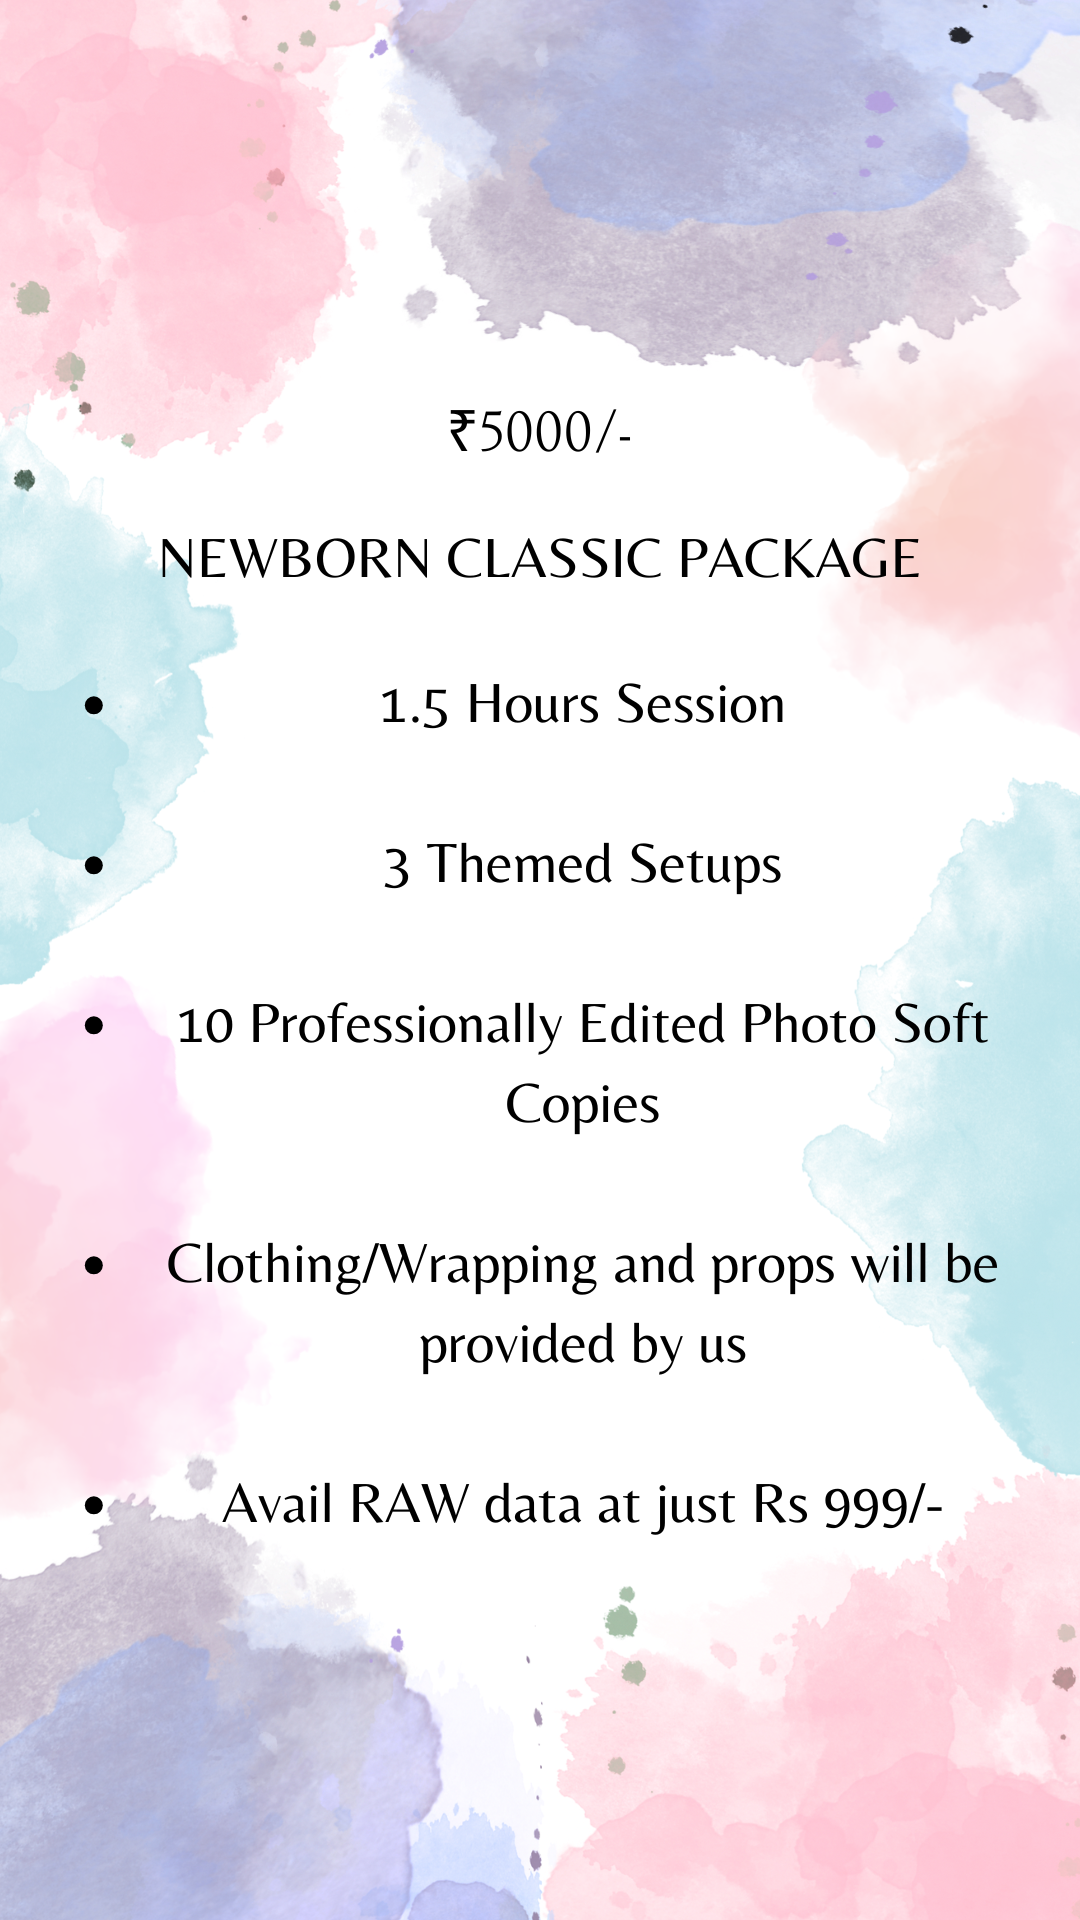 ₹5000/-
NEWBORN CLASSIC PACKAGE
• 1.5 Hours Session
• 3 Themed Setups
• 10 Professionally Edited Photo Soft
Copies
• Clothing/Wrapping and props will be
provided by us
• Avail RAW data at just Rs 999/-